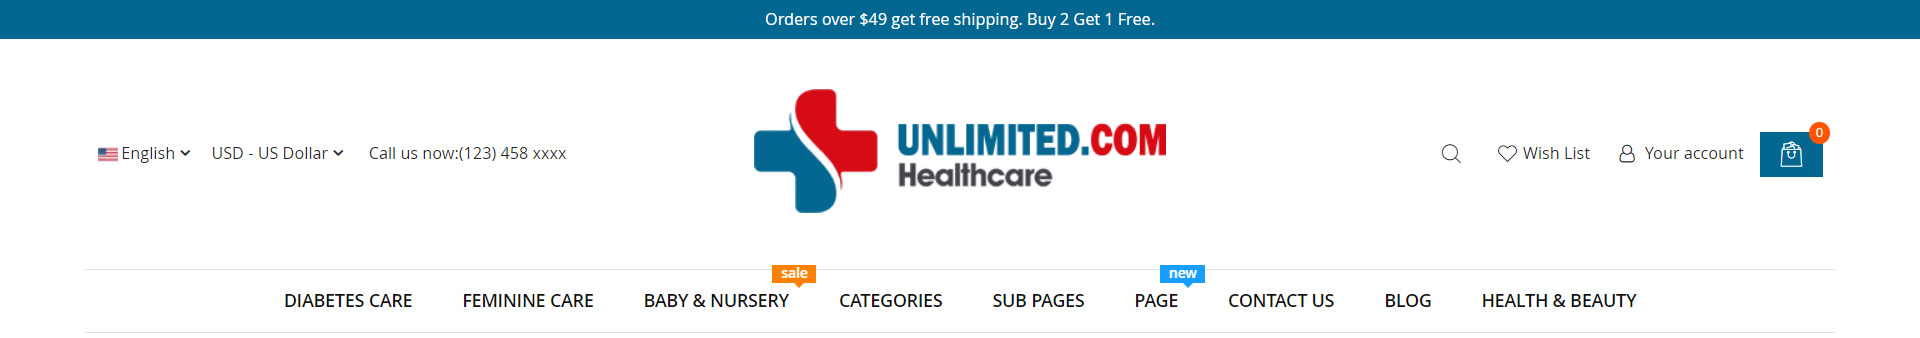 Orders over $49 get free shipping. Buy 2 Get 1 Free.
English USD - US Dollar Call us now:(123) 458 xxxx
UNLIMITED.COM
Healthcare
Wish List Your account 0
sale new
DIABETES CARE FEMININE CARE BABY & NURSERY CATEGORIES SUB PAGES PAGE CONTACT US BLOG HEALTH & BEAUTY